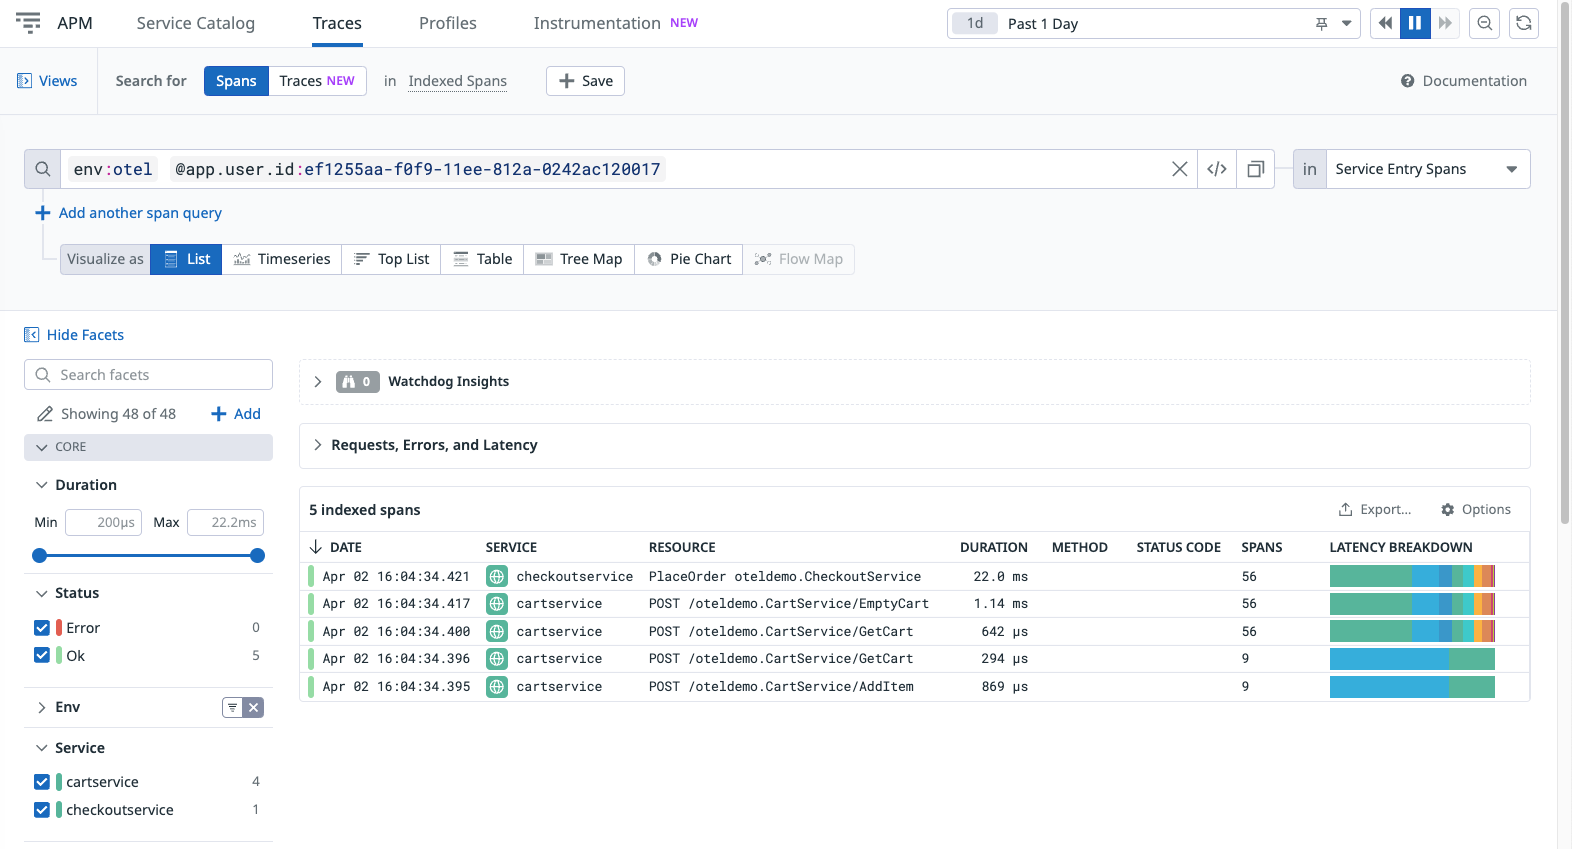 APM Service Catalog Traces Profiles Instrumentation NEW 1d Past 1 Day
Views Search for Spans Traces NEW in Indexed Spans Save Documentation
env:otel @app.user.id:ef1255aa-f0f9-11ee-812a-0242ac120017 </> in Service Entry Spans
Add another span query
Visualize as List Timeseries Top List Table Tree Map Pie Chart Flow Map
Hide Facets
Search facets
Showing 48 of 48 Add
CORE
Duration
Min 200µs Max 22.2ms
Status
Error 0
Ok 5
Env
Service
cartservice 4
checkoutservice 1
0 Watchdog Insights
Requests, Errors, and Latency
5 indexed spans Export... Options
DATE SERVICE RESOURCE DURATION METHOD STATUS CODE SPANS LATENCY BREAKDOWN
Apr 02 16:04:34.421 checkoutservice PlaceOrder oteldemo.CheckoutService 22.0 ms 56
Apr 02 16:04:34.417 cartservice POST /oteldemo.CartService/EmptyCart 1.14 ms 56
Apr 02 16:04:34.400 cartservice POST /oteldemo.CartService/GetCart 642 µs 56
Apr 02 16:04:34.396 cartservice POST /oteldemo.CartService/GetCart 294 µs 9
Apr 02 16:04:34.395 cartservice POST /oteldemo.CartService/AddItem 869 µs 9